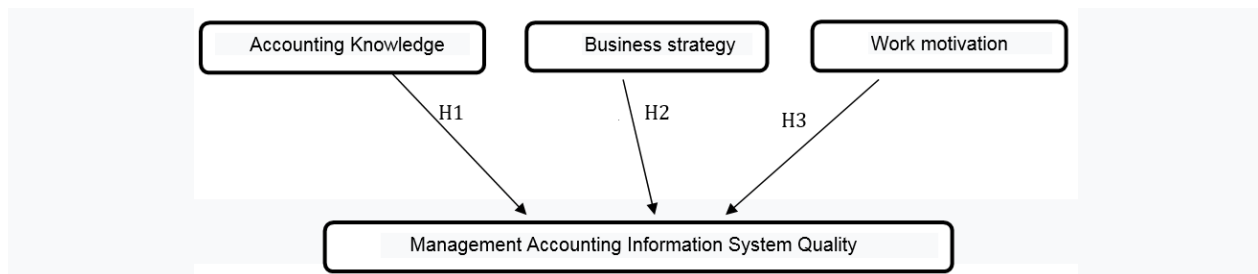 Accounting Knowledge
Business strategy
Work motivation
H1
H2
H3
Management Accounting Information System Quality